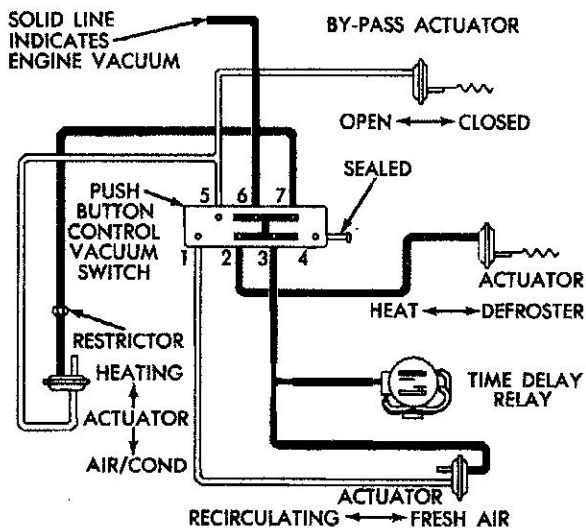 SOLID LINE
INDICATES
ENGINE VACUUM
BY-PASS ACTUATOR
OPEN CLOSED
SEALED
PUSH
BUTTON
CONTROL
VACUUM
SWITCH
5 6 7
1 2 3 4
ACTUATOR
HEAT DEFROSTER
RESTRICTOR
HEATING
ACTUATOR
AIR/COND
TIME DELAY
RELAY
ACTUATOR
RECIRCULATING FRESH AIR